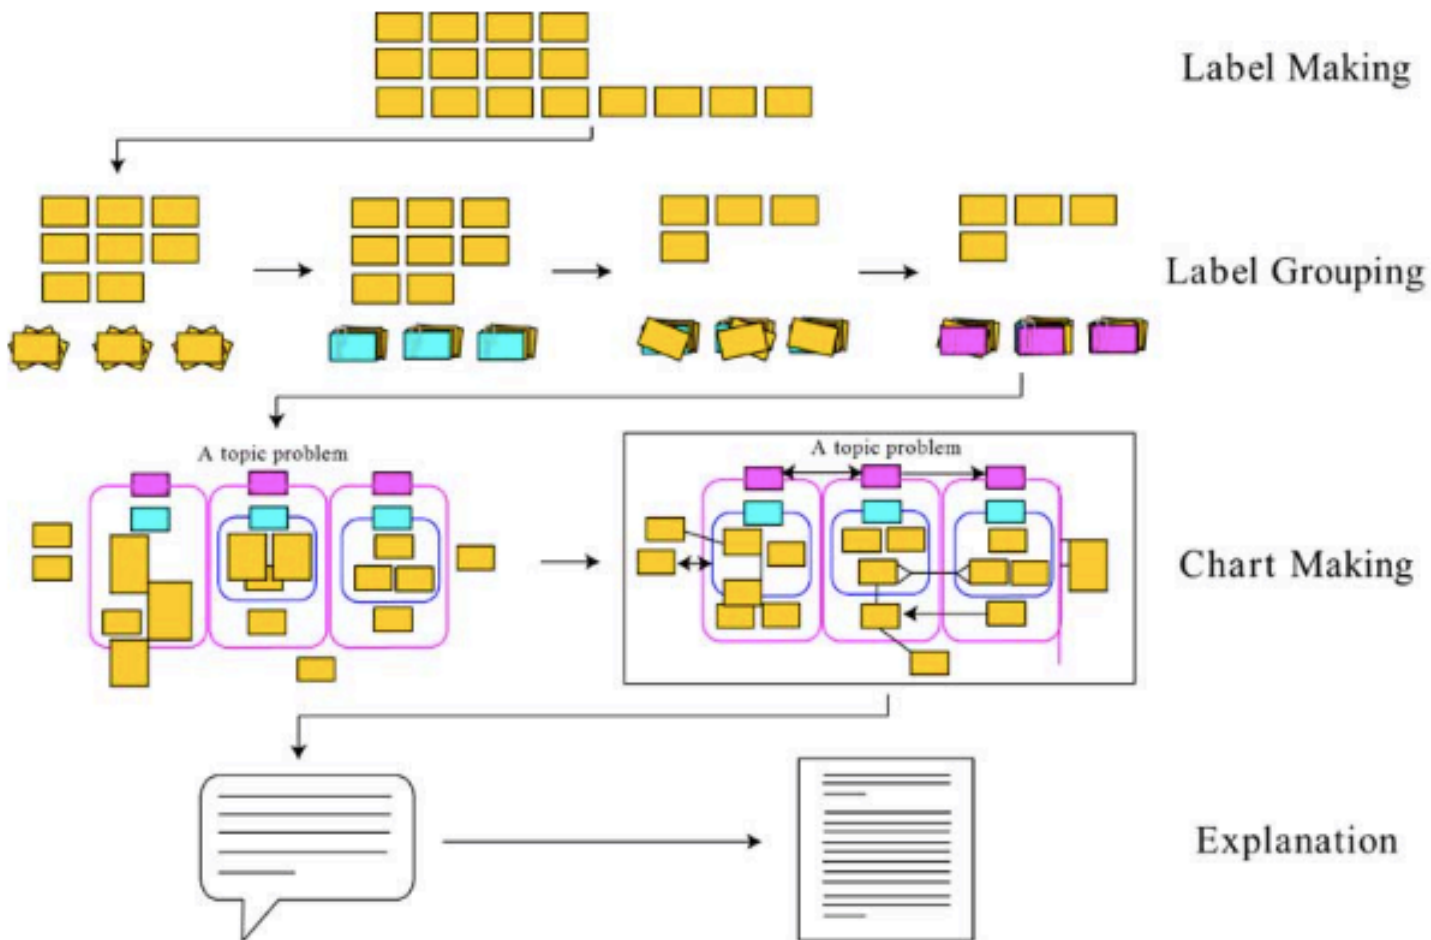 Label Making
Label Grouping
A topic problem
A topic problem
Chart Making
Explanation